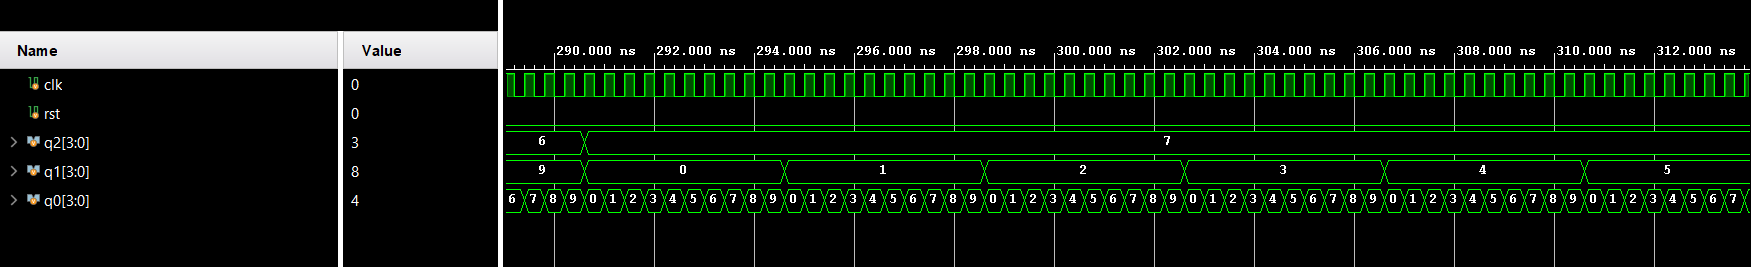 290.000 ns 292.000 ns 294.000 ns 296.000 ns 298.000 ns 300.000 ns 302.000 ns 304.000 ns 306.000 ns 308.000 ns 310.000 ns 312.000 ns
Name Value
clk 0
rst 0
q2[3:0] 3 6 7
q1[3:0] 8 9 0 1 2 3 4 5
q0[3:0] 4 6 7 8 9 0 1 2 3 4 5 6 7 8 9 0 1 2 3 4 5 6 7 8 9 0 1 2 3 4 5 6 7 8 9 0 1 2 3 4 5 6 7 8 9 0 1 2 3 4 5 6 7 8 9 0 1 2 3 4 5 6 7